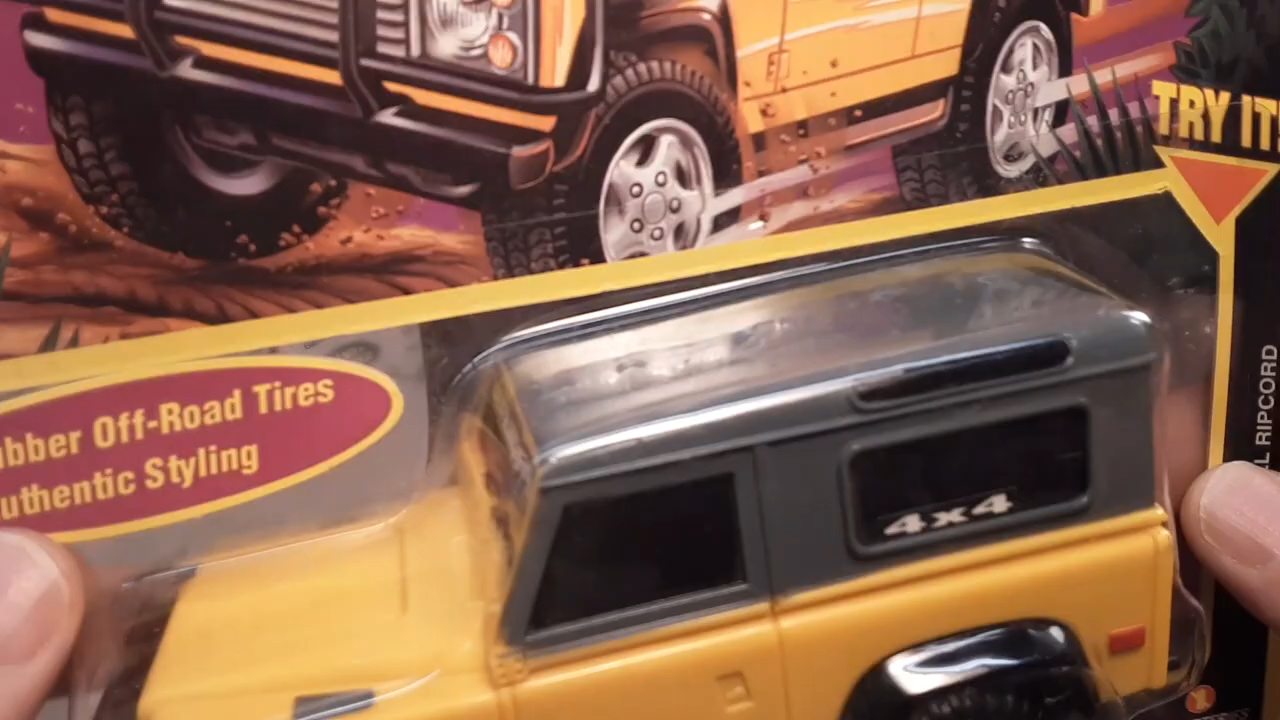 TRY IT!
ubber Off-Road Tires
uthentic Styling
4x4
RIPCORD